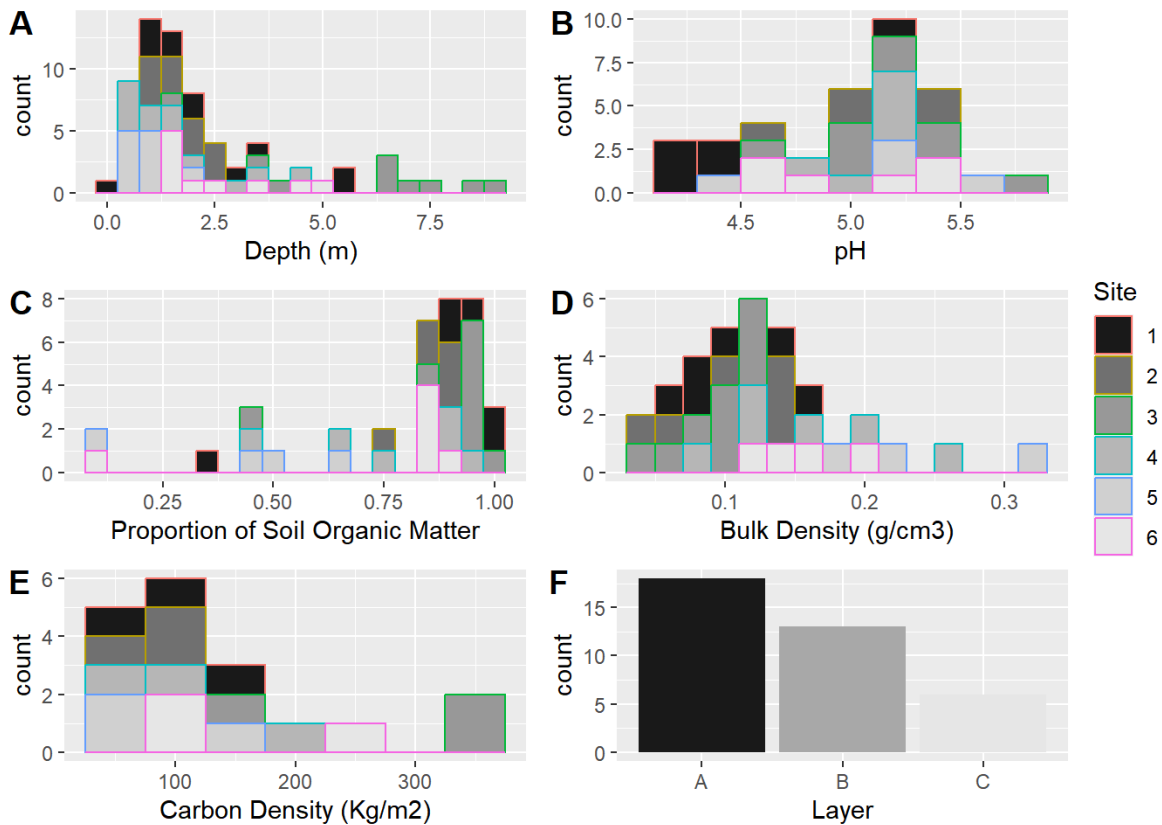 A
count
10
5
0
0.0 2.5 5.0 7.5
Depth (m)
B
count
10.0
7.5
5.0
2.5
0.0
4.5 5.0 5.5
pH
C
count
8
6
4
2
0
0.25 0.50 0.75 1.00
Proportion of Soil Organic Matter
D
count
6
4
2
0
0.1 0.2 0.3
Bulk Density (g/cm3)
Site
1
2
3
4
5
6
E
count
6
4
2
0
100 200 300
Carbon Density (Kg/m2)
F
count
15
10
5
0
A B C
Layer